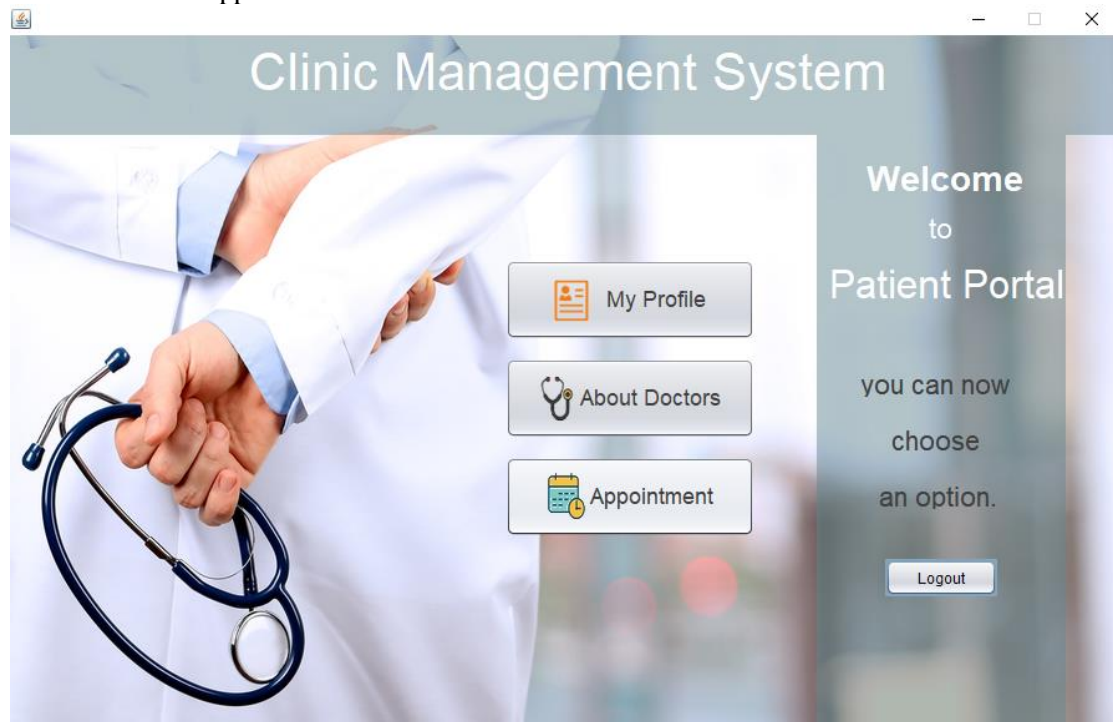 Clinic Management System
Welcome
to
Patient Portal
My Profile
About Doctors
Appointment
you can now
choose
an option.
Logout